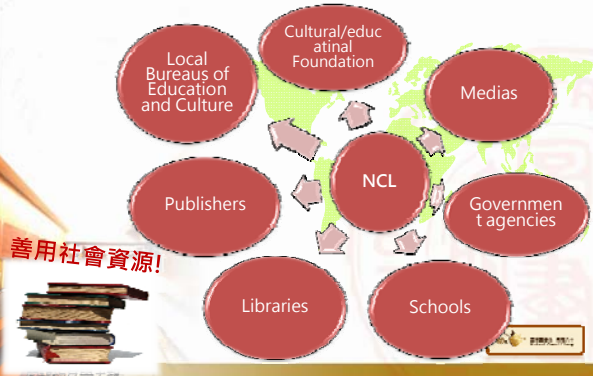 Cultural/educ
atinal
Foundation
Local
Bureaus of
Education
and Culture
Medias
NCL
Publishers
Governmen
t agencies
善用社會資源!
Libraries
Schools